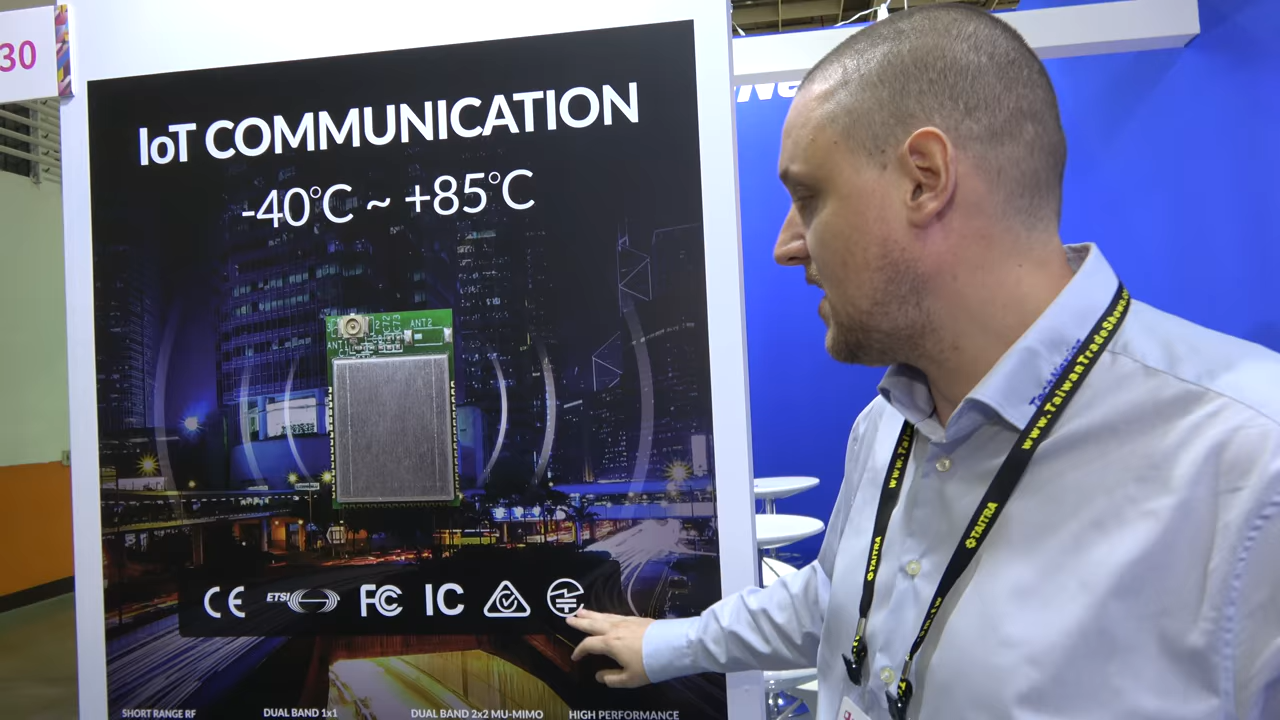 30
IoT COMMUNICATION
-40°C ~ +85°C
ANT2
ANT1
CE ETSI FC IC
SHORT RANGE RF DUAL BAND 1x1 DUAL BAND 2x2 MU-MIMO HIGH PERFORMANCE
www.TaiwanTradeShows.c
TAITRA
TAITRA